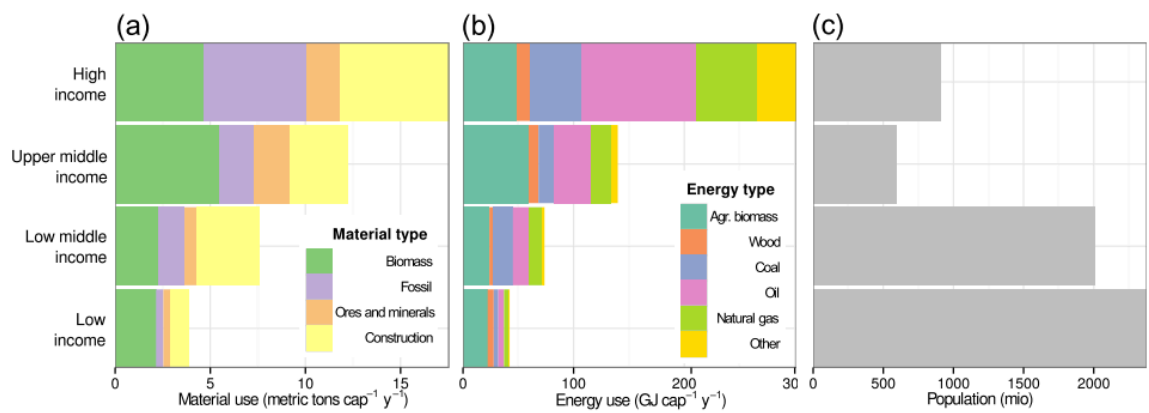 (a)
(b)
(c)
High
income
Upper middle
income
Low middle
income
Low
income
Material type
Biomass
Fossil
Ores and minerals
Construction
Energy type
Agr. biomass
Wood
Coal
Oil
Natural gas
Other
0 5 10 15
Material use (metric tons cap⁻¹ y⁻¹)
0 100 200 300
Energy use (GJ cap⁻¹ y⁻¹)
0 500 1000 1500 2000
Population (mio)